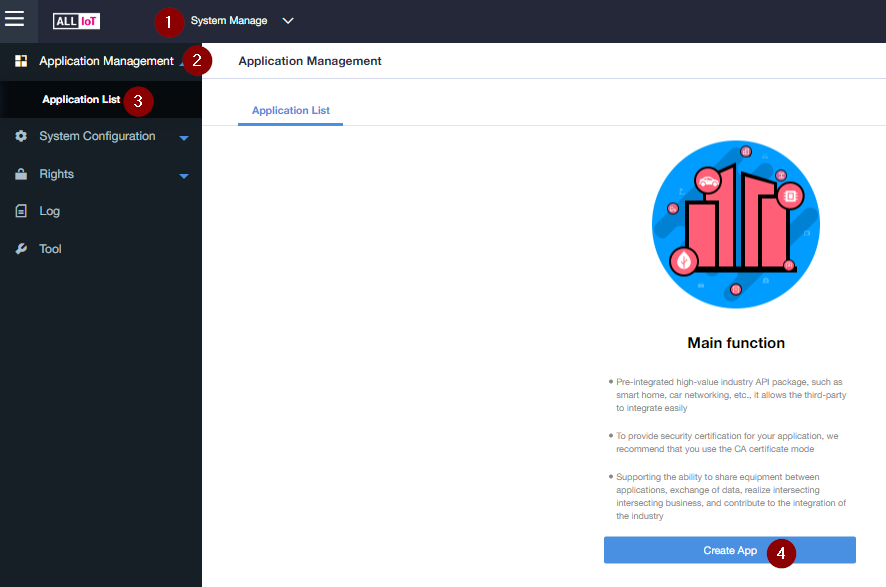 ALL IoT
1 System Manage
Application Management 2
Application List 3
System Configuration
Rights
Log
Tool
Application Management
Application List
Main function
Pre-integrated high-value industry API package, such as
smart home, car networking, etc., it allows the third-party
to integrate easily
To provide security certification for your application, we
recommend that you use the CA certificate mode
Supporting the ability to share equipment between
applications, exchange of data, realize intersecting
intersecting business, and contribute to the integration of
the industry
Create App 4